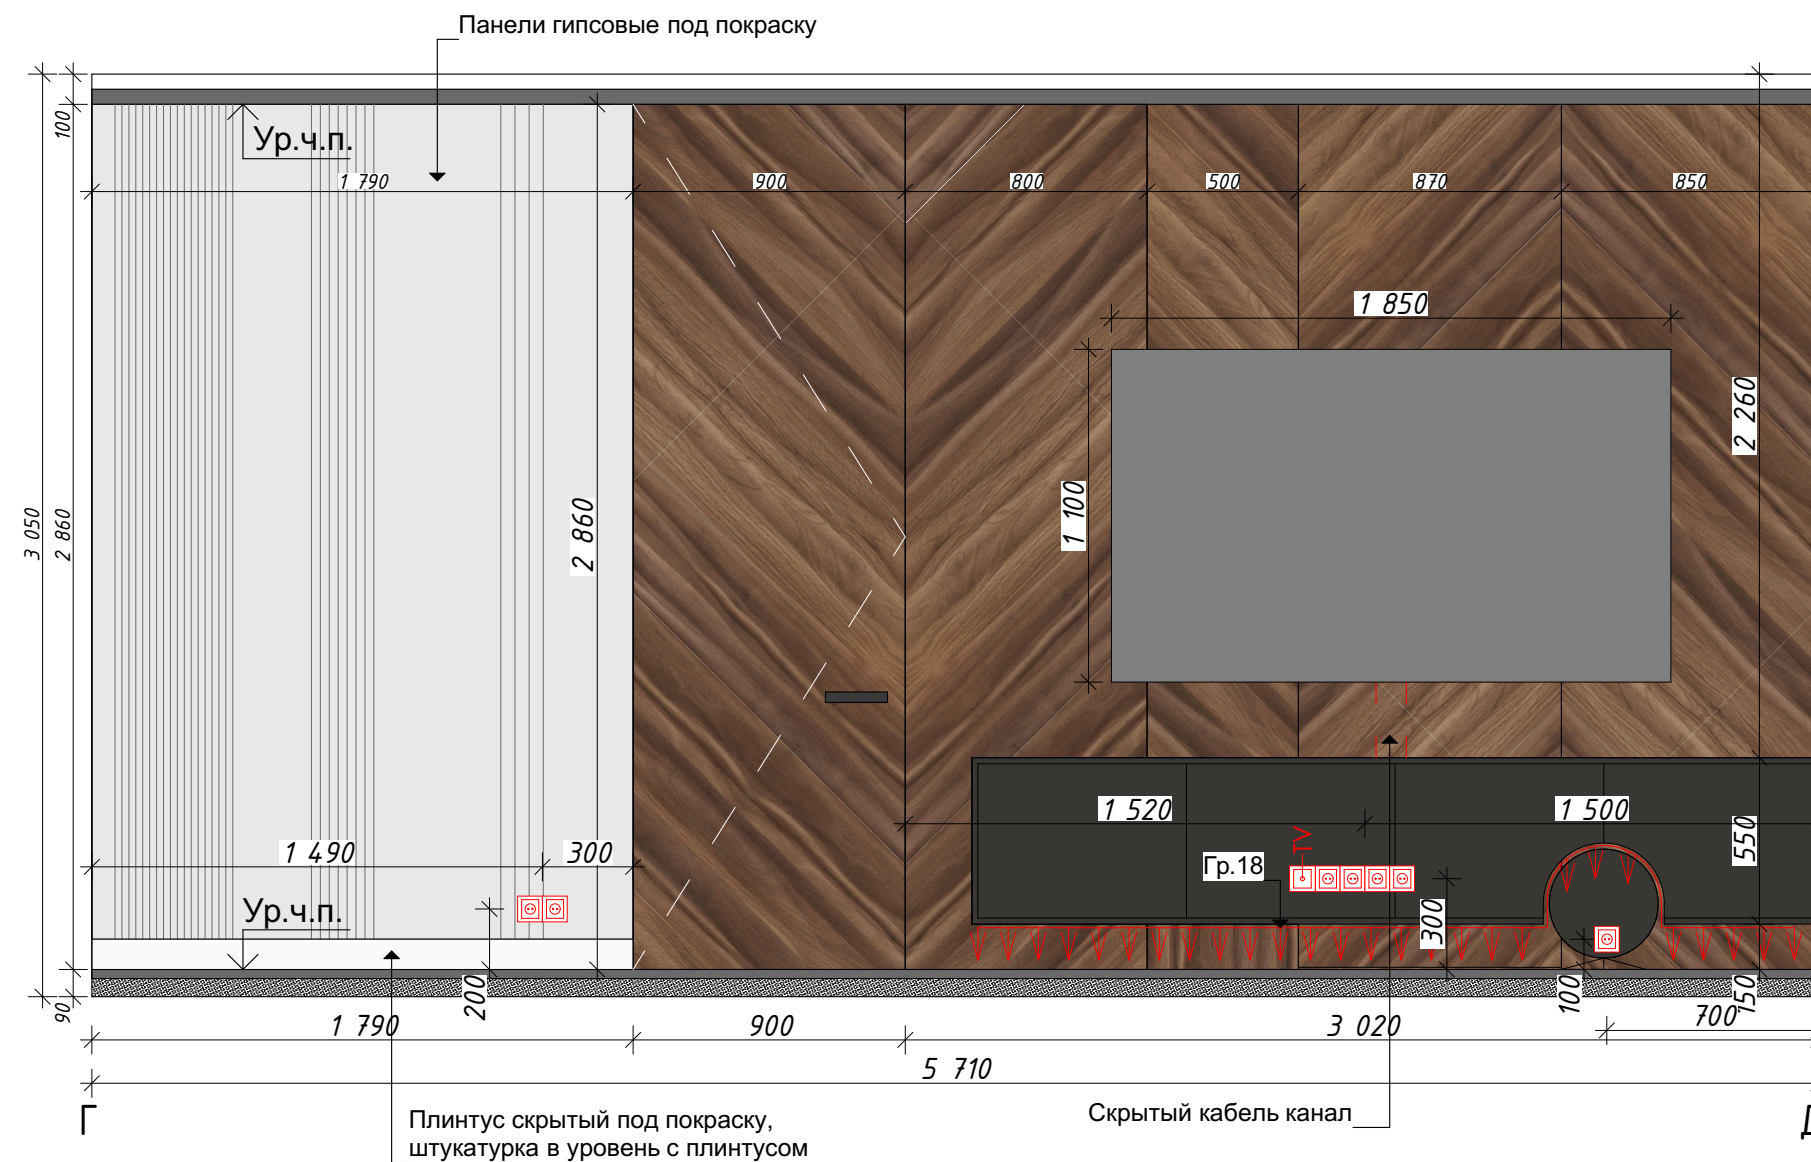 Панели гипсовые под покраску
100
Ур.ч.п.
1 790
900
800
500
870
850
1 850
2 260
1 100
3 050
2 860
2 860
1 520
1 500
550
1 490
300
TV
Гр.18
Ур.ч.п.
300
200
100
150
90
1 790
900
3 020
700
5 710
Г
Д
Плинтус скрытый под покраску,
штукатурка в уровень с плинтусом
Скрытый кабель канал